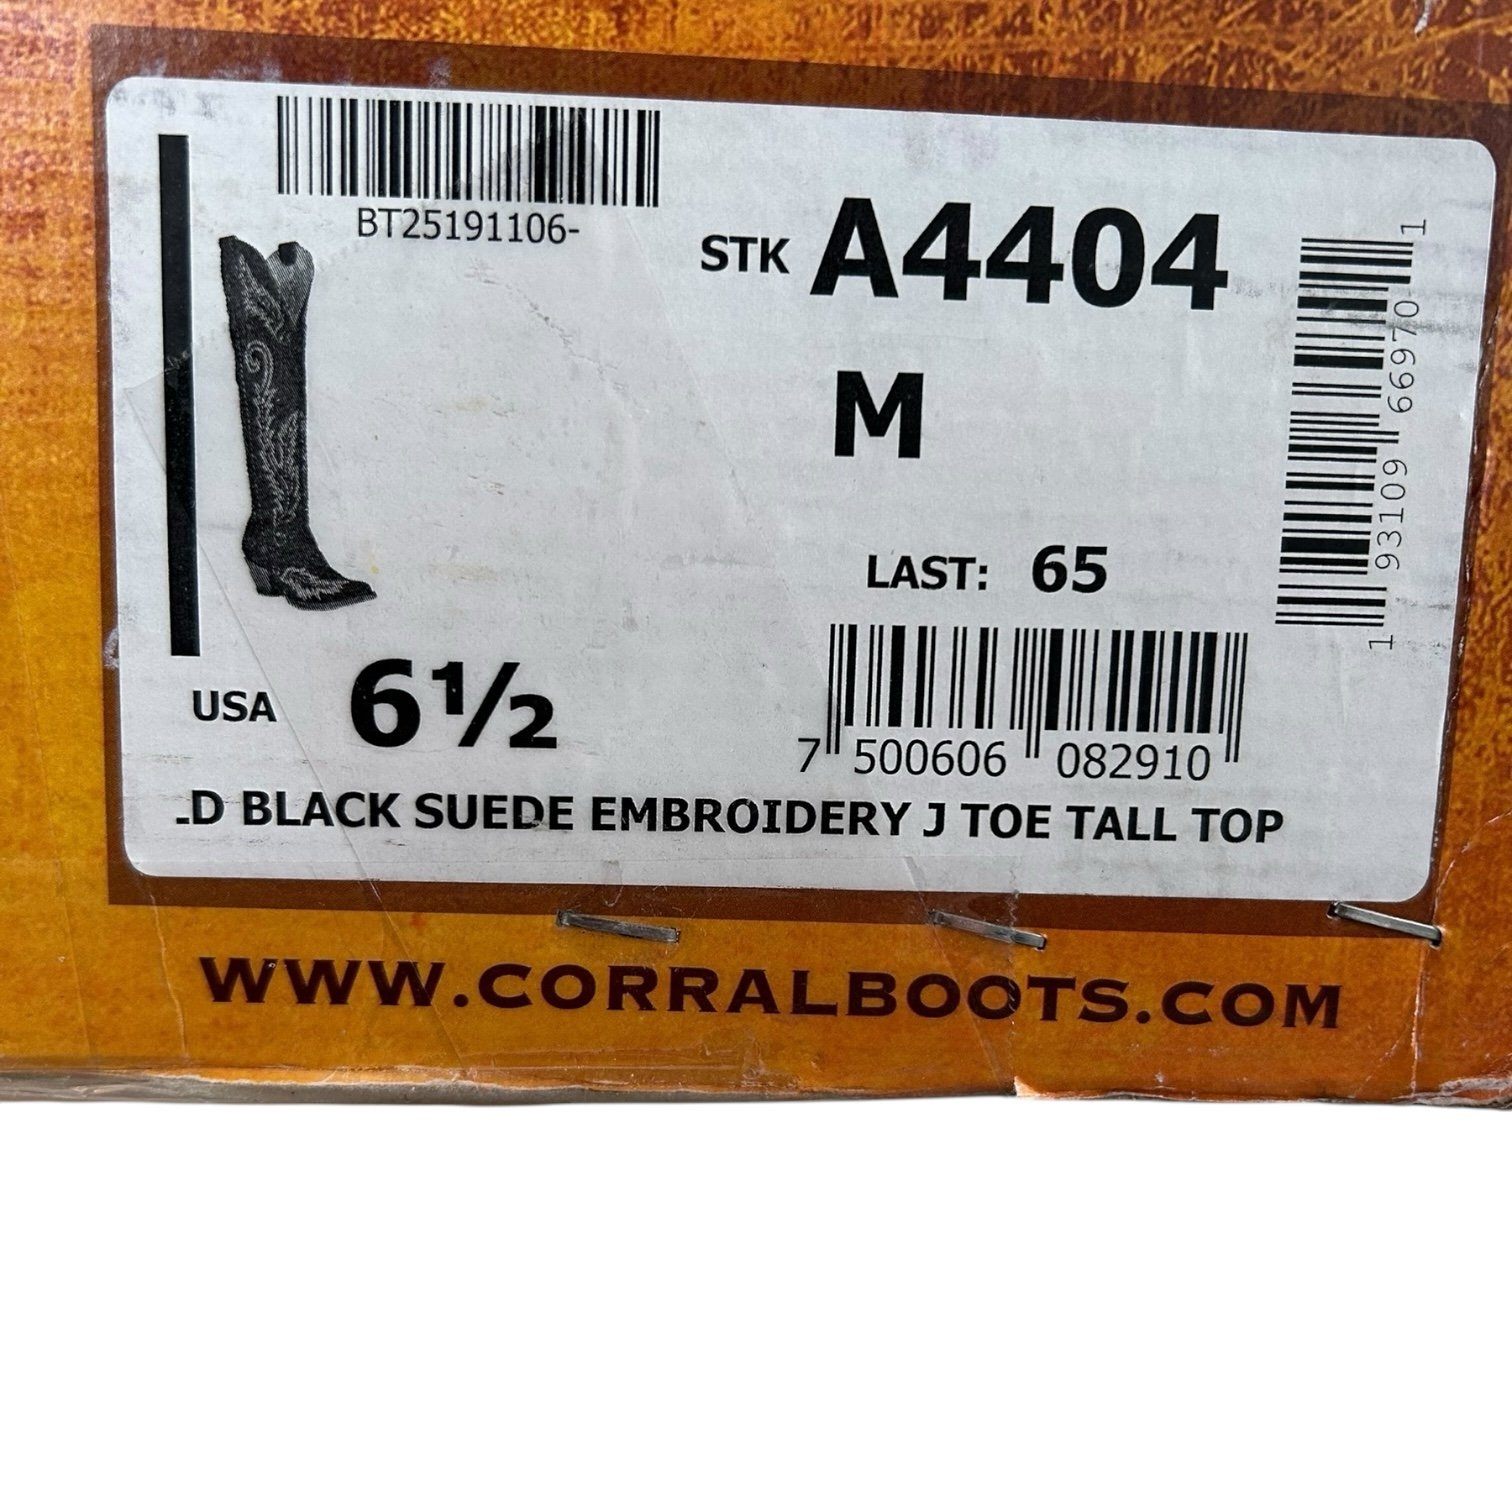 BT25191106-
STK A4404
M
LAST: 65
1 93109 66970 1
USA 6½
7 500606 082910
-D BLACK SUEDE EMBROIDERY J TOE TALL TOP
WWW.CORRALBOOTS.COM